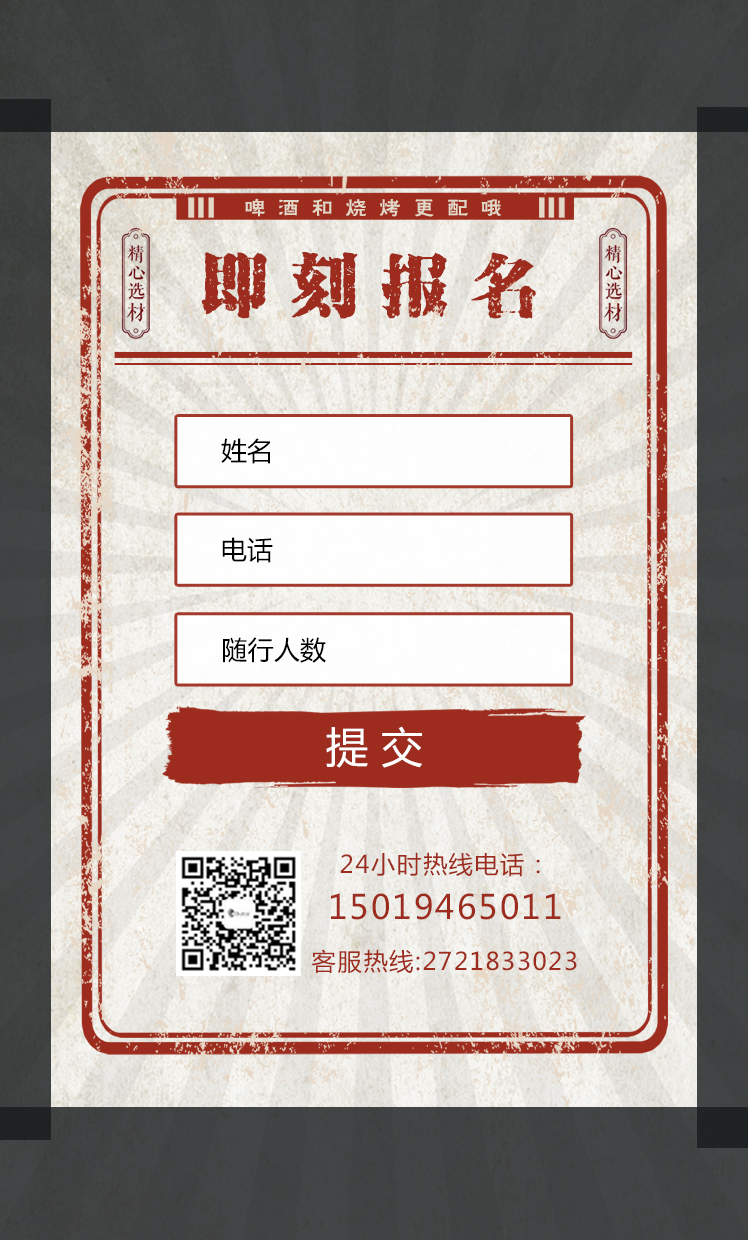 啤酒和烧烤更配哦
精心选材
即刻报名
精心选材
姓名
电话
随行人数
提交
24小时热线电话：
15019465011
客服热线:2721833023